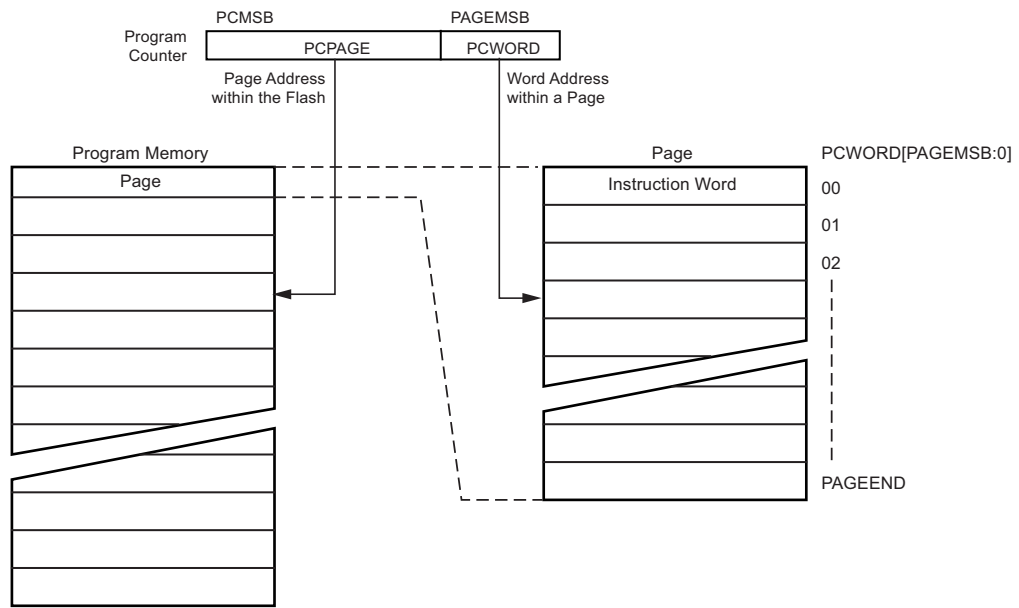 PCMSB PAGEMSB
Program
Counter
PCPAGE PCWORD
Page Address
within the Flash
Word Address
within a Page
Program Memory
Page
Page
Instruction Word
PCWORD[PAGEMSB:0]
00
01
02
PAGEEND